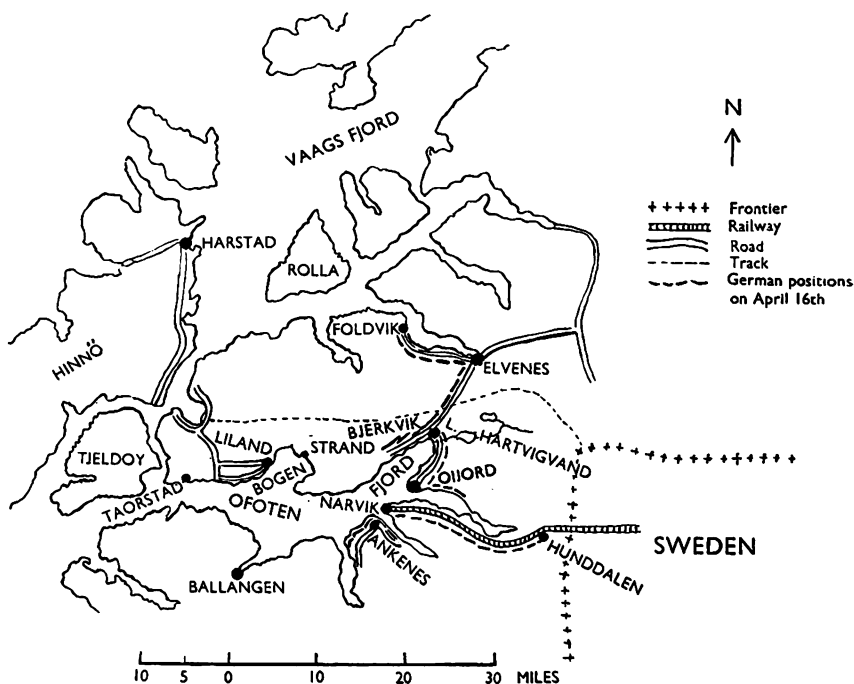 VAAGS FJORD
N
Frontier
Railway
Road
Track
German positions
on April 16th
HARSTAD
ROLLA
HINNÖ
FOLDVIK
ELVENES
BJERKVIK
L. HARTVIGVAND
LILAND
STRAND
BOGEN
TJELDOY
TAORSTAD
OFOTEN
FJORD
OIJORD
NARVIK
ANKENES
HUNDDALEN
SWEDEN
BALLANGEN
10 5 0 10 20 30 MILES